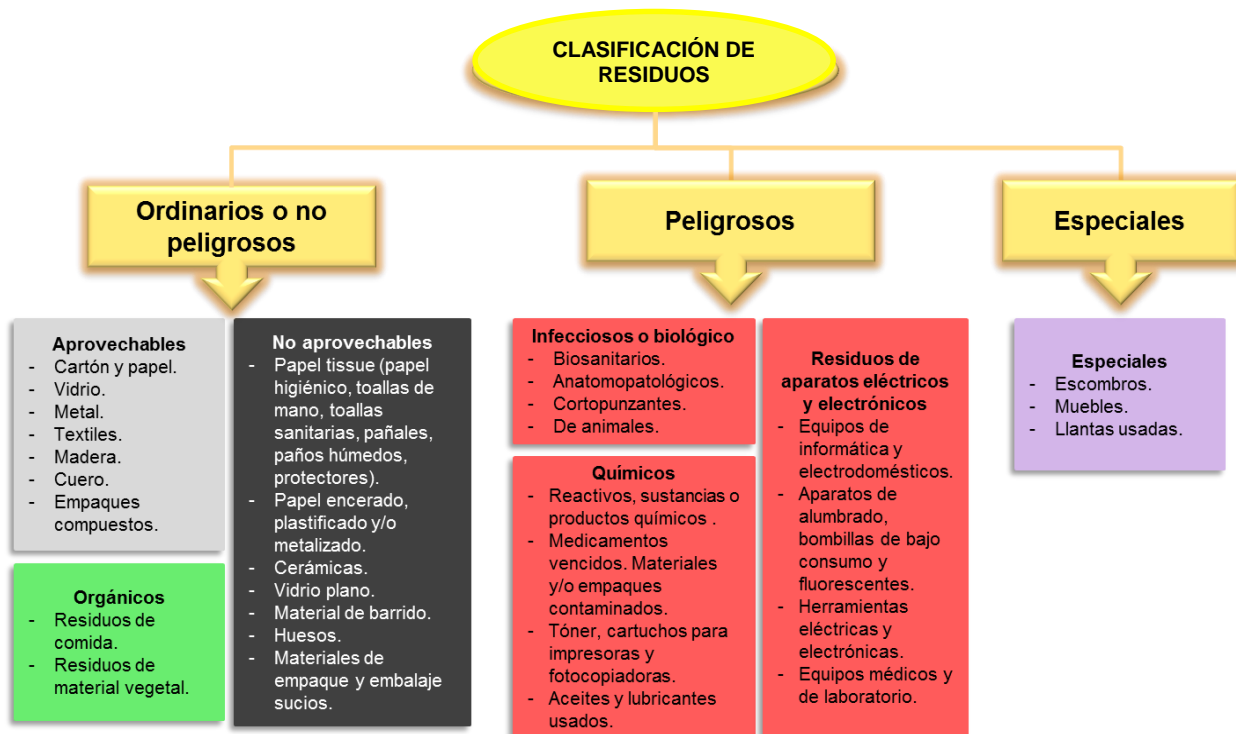 CLASIFICACIÓN DE
RESIDUOS
Ordinarios o no
peligrosos
Peligrosos
Especiales
Aprovechables
- Cartón y papel.
- Vidrio.
- Metal.
- Textiles.
- Madera.
- Cuero.
- Empaques
compuestos.
Orgánicos
- Residuos de
comida.
- Residuos de
material vegetal.
No aprovechables
- Papel tissue (papel
higiénico, toallas de
mano, toallas
sanitarias, pañales,
paños húmedos,
protectores).
- Papel encerado,
plastificado y/o
metalizado.
- Cerámicas.
- Vidrio plano.
- Material de barrido.
- Huesos.
- Materiales de
empaque y embalaje
sucios.
Infecciosos o biológico
- Biosanitarios.
- Anatomopatológicos.
- Cortopunzantes.
- De animales.
Químicos
- Reactivos, sustancias o
productos químicos .
- Medicamentos
vencidos. Materiales
y/o empaques
contaminados.
- Tóner, cartuchos para
impresoras y
fotocopiadoras.
- Aceites y lubricantes
usados.
Residuos de
aparatos eléctricos
y electrónicos
- Equipos de
informática y
electrodomésticos.
- Aparatos de
alumbrado,
bombillas de bajo
consumo y
fluorescentes.
- Herramientas
eléctricas y
electrónicas.
- Equipos médicos y
de laboratorio.
Especiales
- Escombros.
- Muebles.
- Llantas usadas.